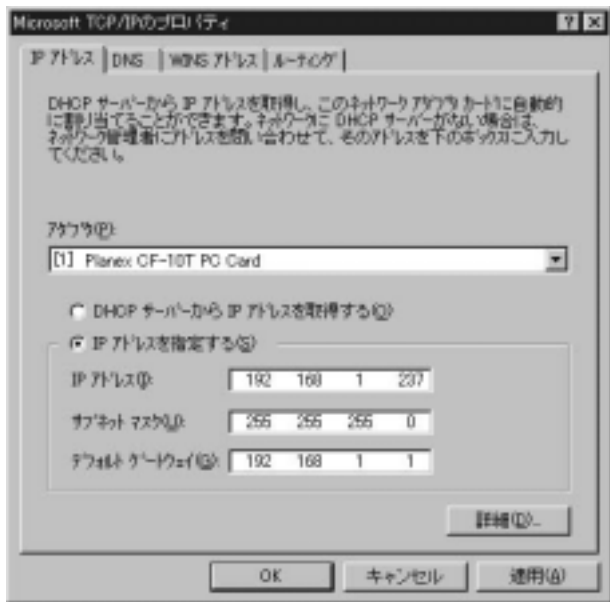 Microsoft TCP/IPのプロパティ
IP アドレス DNS WINS アドレス ルーティング
DHCP サーバーから IP アドレスを取得し、このネットワーク アダプタ カードに自動的
に割り当てることができます。ネットワークに DHCP サーバーがない場合は、
ネットワーク管理者にアドレスを問い合わせて、そのアドレスを下のボックスに入力し
てください。
アダプタ(P):
[1] Planex CF-10T PC Card
DHCP サーバーから IP アドレスを取得する(O)
IP アドレスを指定する(S)
IP アドレス(I): 192 168 1 237
サブネット マスク(U): 255 255 255 0
デフォルト ゲートウェイ(G): 192 168 1 1
詳細(D)...
OK キャンセル 適用(A)